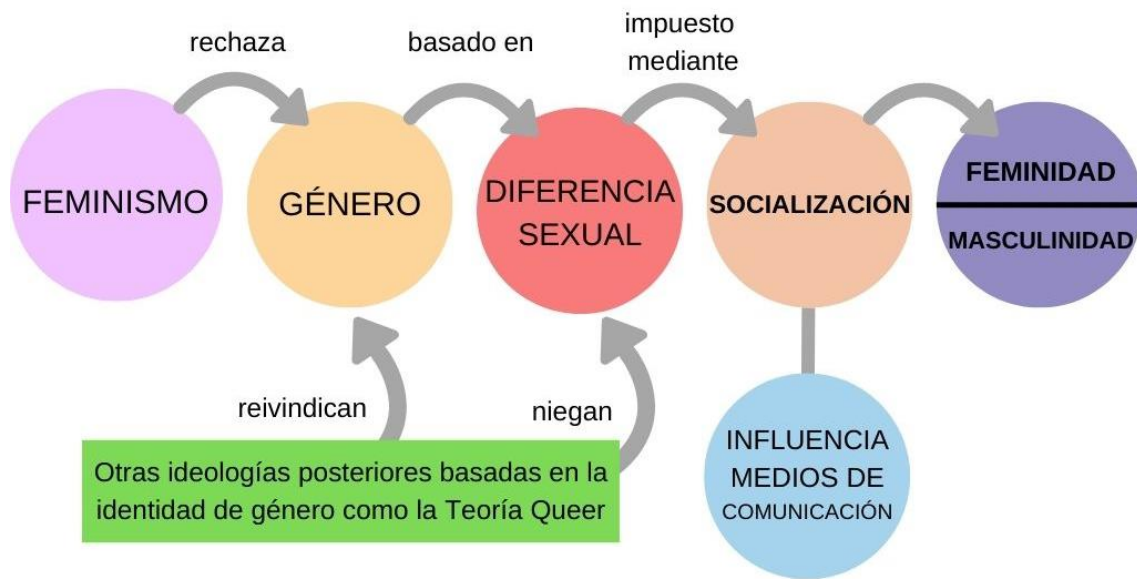 rechaza
basado en
impuesto
mediante
FEMINISMO
GÉNERO
DIFERENCIA
SEXUAL
SOCIALIZACIÓN
FEMINIDAD
MASCULINIDAD
reivindican
niegan
Otras ideologías posteriores basadas en la
identidad de género como la Teoría Queer
INFLUENCIA
MEDIOS DE
COMUNICACIÓN